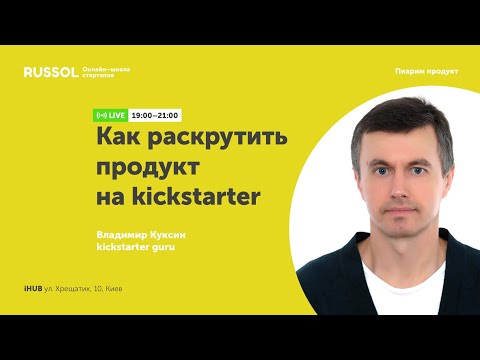 RUSSOL
Онлайн–школа
стартапов
Пиарим продукт
LIVE
19:00–21:00
Как раскрутить
продукт
на kickstarter
Владимир Куксин
kickstarter guru
iHUB ул. Хрещатик, 10, Киев